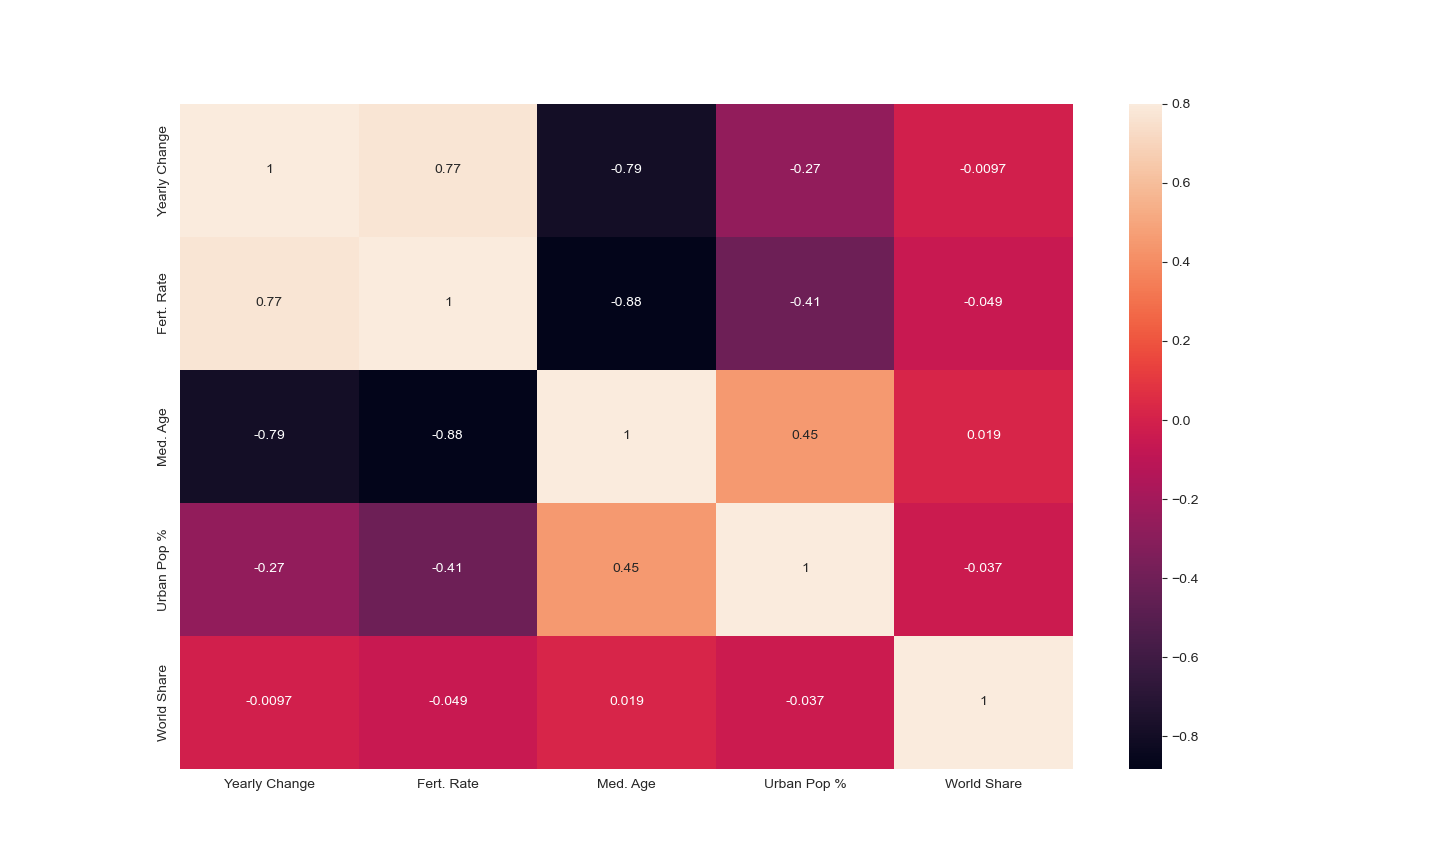 Yearly Change 1 0.77 -0.79 -0.27 -0.0097
Fert. Rate 0.77 1 -0.88 -0.41 -0.049
Med. Age -0.79 -0.88 1 0.45 0.019
Urban Pop % -0.27 -0.41 0.45 1 -0.037
World Share -0.0097 -0.049 0.019 -0.037 1
Yearly Change Fert. Rate Med. Age Urban Pop % World Share
0.8
0.6
0.4
0.2
0.0
−0.2
−0.4
−0.6
−0.8